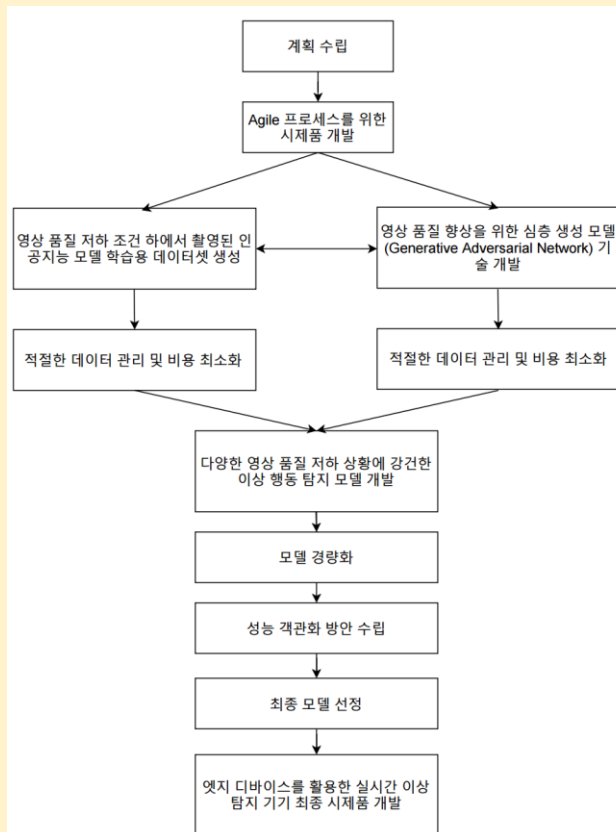 계획 수립
Agile 프로세스를 위한
시제품 개발
영상 품질 저하 조건 하에서 촬영된 인
공지능 모델 학습용 데이터셋 생성
영상 품질 향상을 위한 심층 생성 모델
(Generative Adversarial Network) 기
술 개발
적절한 데이터 관리 및 비용 최소화
적절한 데이터 관리 및 비용 최소화
다양한 영상 품질 저하 상황에 강건한
이상 행동 탐지 모델 개발
모델 경량화
성능 객관화 방안 수립
최종 모델 선정
엣지 디바이스를 활용한 실시간 이상
탐지 기기 최종 시제품 개발